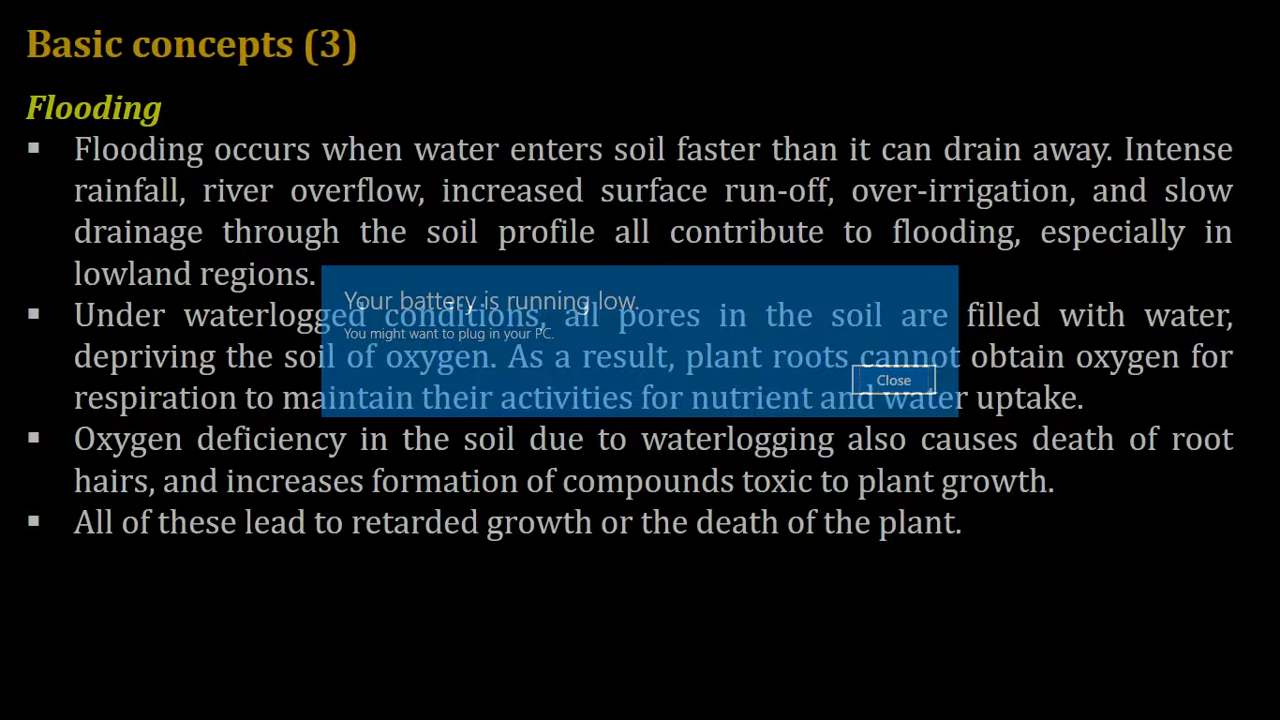 Basic concepts (3)
Flooding
▪ Flooding occurs when water enters soil faster than it can drain away. Intense
rainfall, river overflow, increased surface run-off, over-irrigation, and slow
drainage through the soil profile all contribute to flooding, especially in
lowland regions.
Your battery is running low.
▪ Under waterlogged conditions, all pores in the soil are filled with water,
You might want to plug in your PC.
depriving the soil of oxygen. As a result, plant roots cannot obtain oxygen for
Close
respiration to maintain their activities for nutrient and water uptake.
▪ Oxygen deficiency in the soil due to waterlogging also causes death of root
hairs, and increases formation of compounds toxic to plant growth.
▪ All of these lead to retarded growth or the death of the plant.